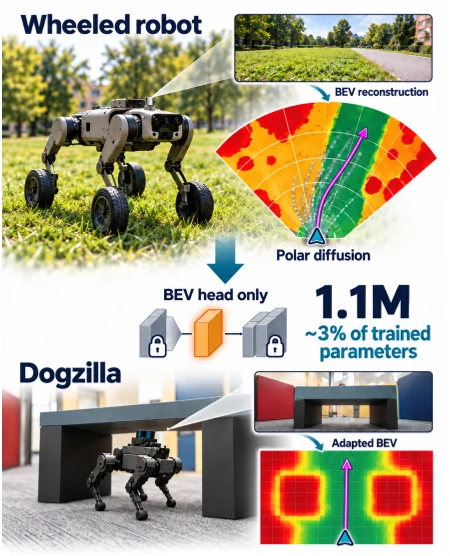 Wheeled robot
BEV reconstruction
Polar diffusion
BEV head only
1.1M
~3% of trained
parameters
Dogzilla
Adapted BEV